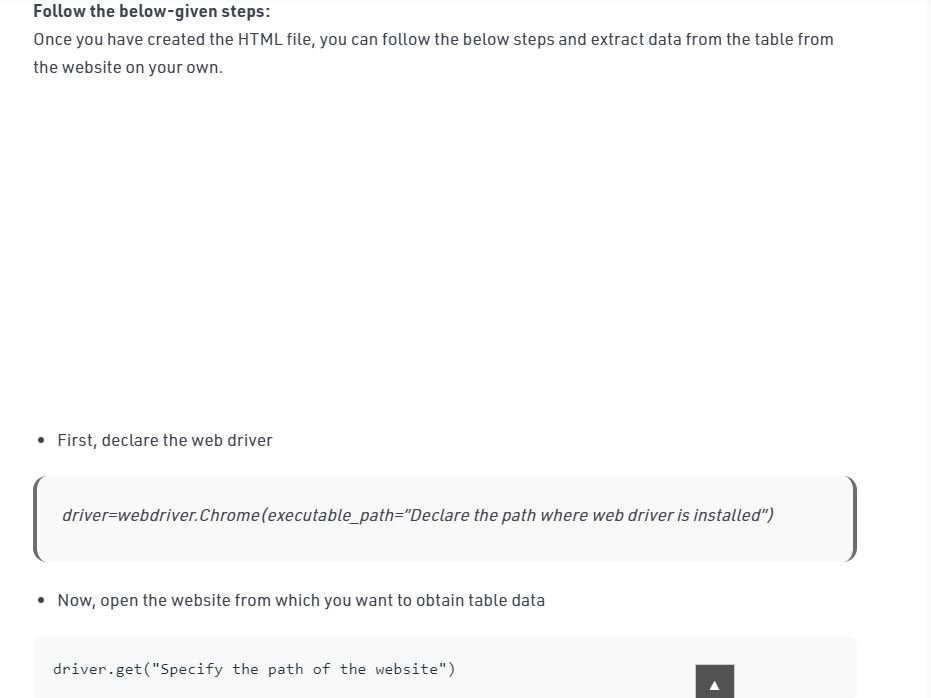 Follow the below-given steps:
Once you have created the HTML file, you can follow the below steps and extract data from the table from
the website on your own.
• First, declare the web driver
driver=webdriver.Chrome(executable_path="Declare the path where web driver is installed")
• Now, open the website from which you want to obtain table data
driver.get("Specify the path of the website")